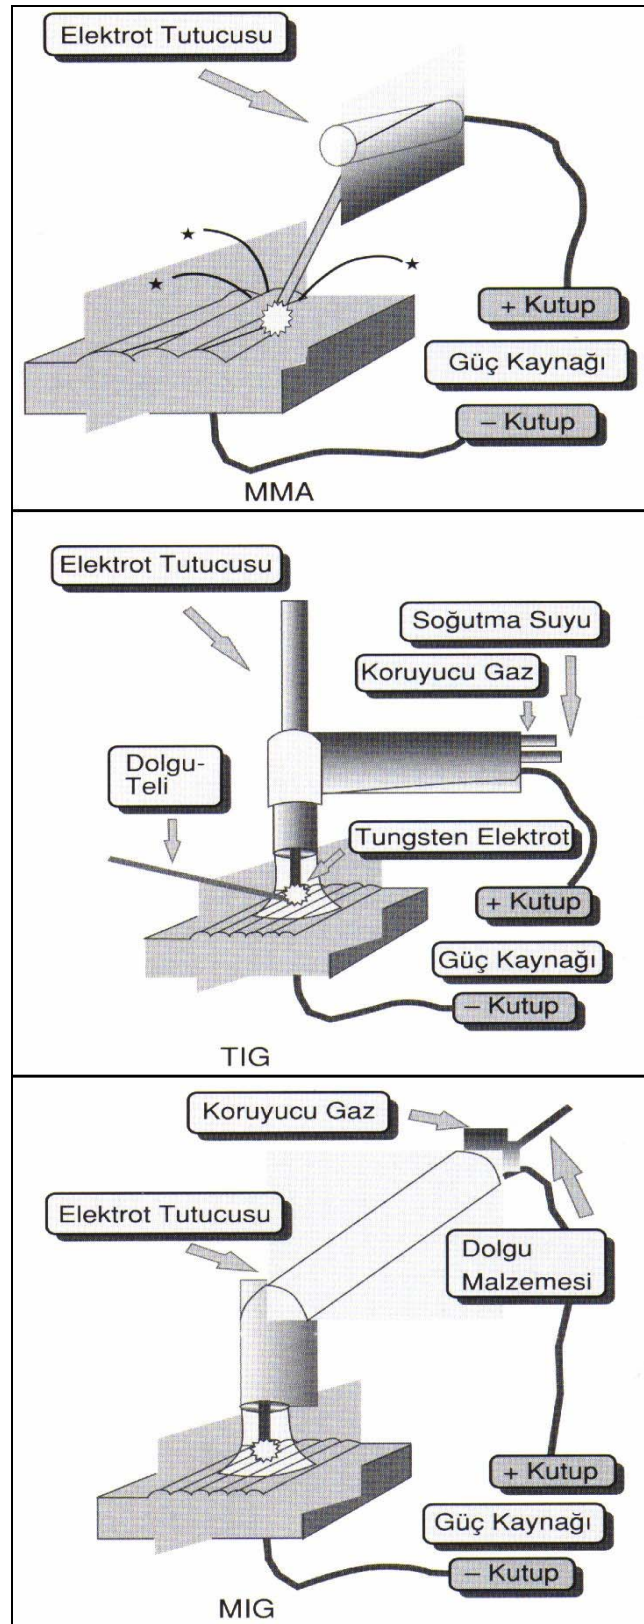 Elektrot Tutucusu
+ Kutup
Güç Kaynağı
– Kutup
MMA
Elektrot Tutucusu
Soğutma Suyu
Koruyucu Gaz
Dolgu-
Teli
Tungsten Elektrot
+ Kutup
Güç Kaynağı
– Kutup
TIG
Koruyucu Gaz
Elektrot Tutucusu
Dolgu
Malzemesi
+ Kutup
Güç Kaynağı
– Kutup
MIG